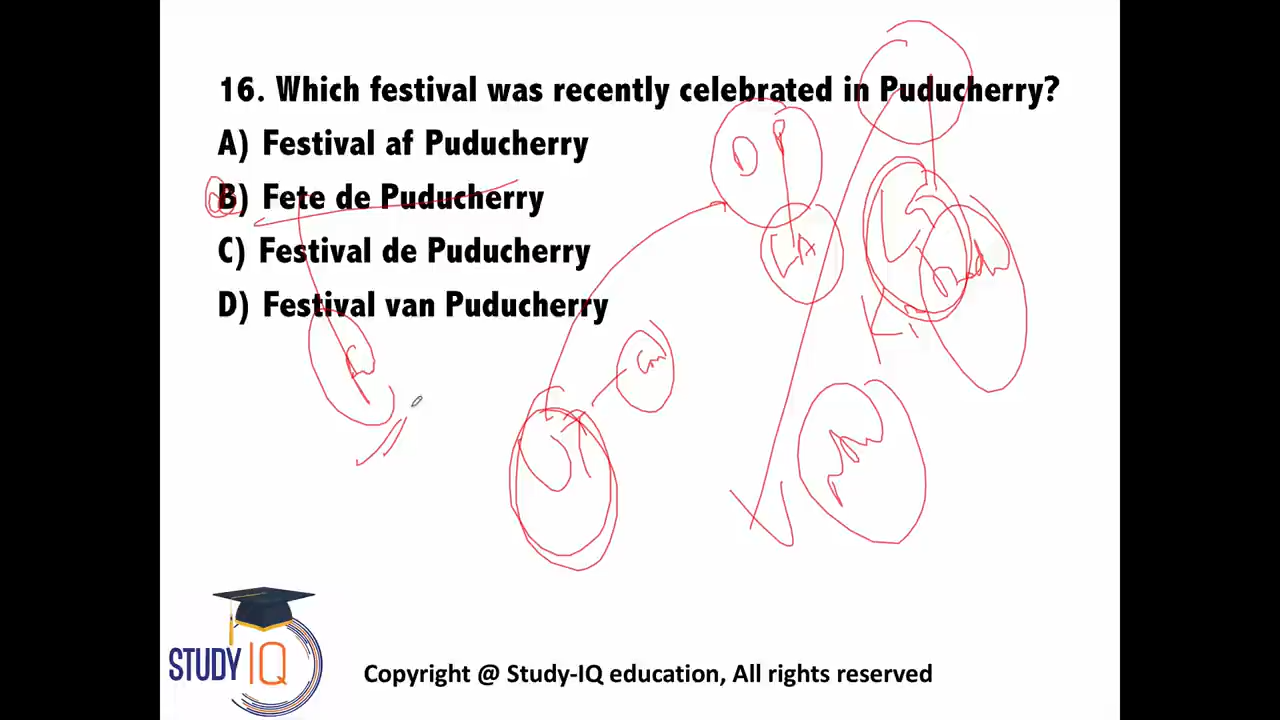 16. Which festival was recently celebrated in Puducherry?
A) Festival af Puducherry
B) Fete de Puducherry
C) Festival de Puducherry
D) Festival van Puducherry
STUDY IQ
Copyright @ Study-IQ education, All rights reserved